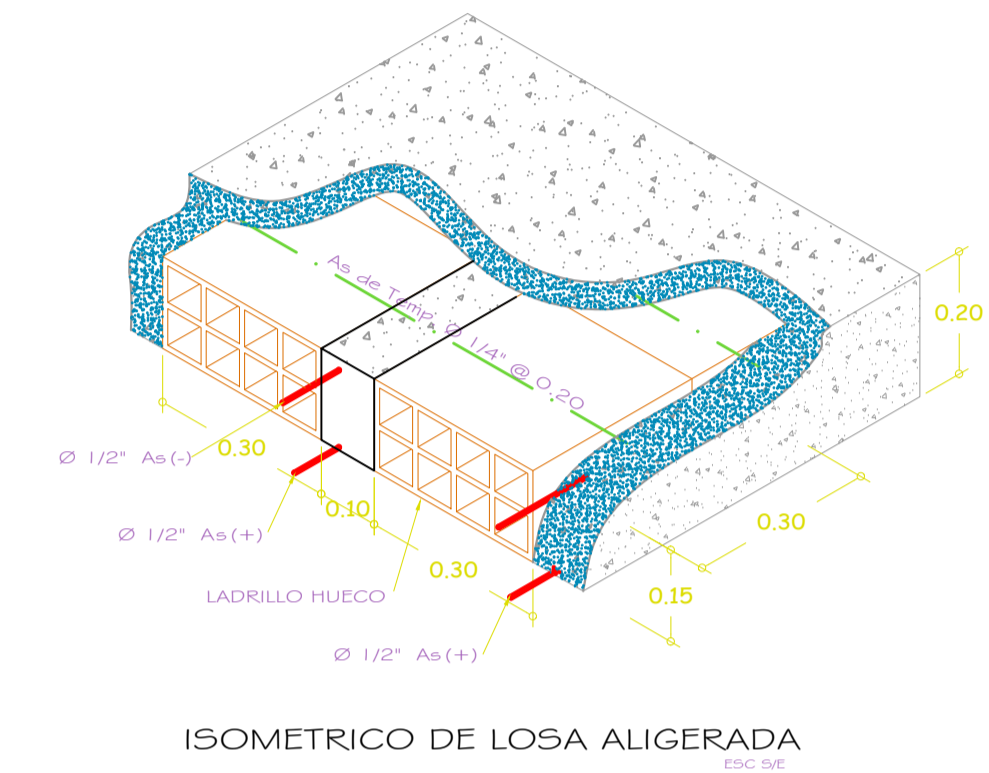 As de Temp. Ø 1/4" @ 0.20
0.20
Ø 1/2" As(-)
0.30
0.10
Ø 1/2" As(+)
0.30
0.30
LADRILLO HUECO
0.15
Ø 1/2" As(+)
ISOMETRICO DE LOSA ALIGERADA
ESC S/E